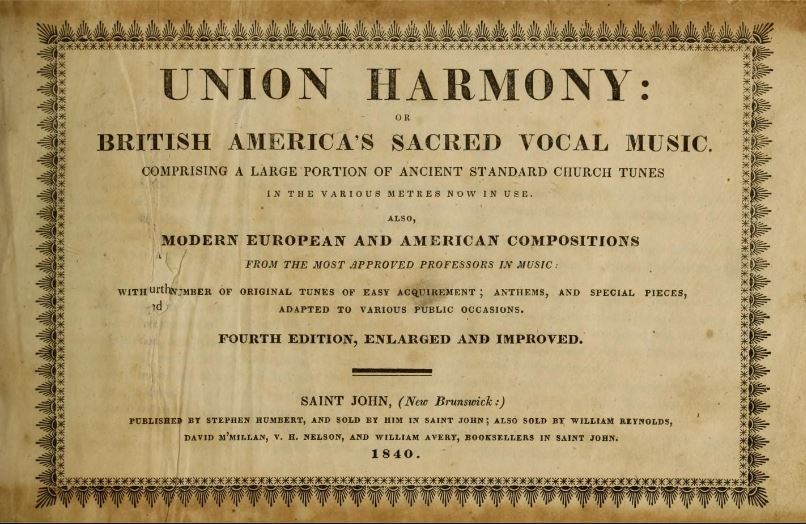 UNION HARMONY:
OR
BRITISH AMERICA'S SACRED VOCAL MUSIC.
COMPRISING A LARGE PORTION OF ANCIENT STANDARD CHURCH TUNES
IN THE VARIOUS METRES NOW IN USE.
ALSO,
MODERN EUROPEAN AND AMERICAN COMPOSITIONS
FROM THE MOST APPROVED PROFESSORS IN MUSIC:
WITH urth NUMBER OF ORIGINAL TUNES OF EASY ACQUIREMENT; ANTHEMS, AND SPECIAL PIECES,
ADAPTED TO VARIOUS PUBLIC OCCASIONS.
FOURTH EDITION, ENLARGED AND IMPROVED.
SAINT JOHN, (New Brunswick:)
PUBLISHED BY STEPHEN HUMBERT, AND SOLD BY HIM IN SAINT JOHN; ALSO SOLD BY WILLIAM REYNOLDS,
DAVID M'MILLAN, V. H. NELSON, AND WILLIAM AVERY, BOOKSELLERS IN SAINT JOHN.
1840.